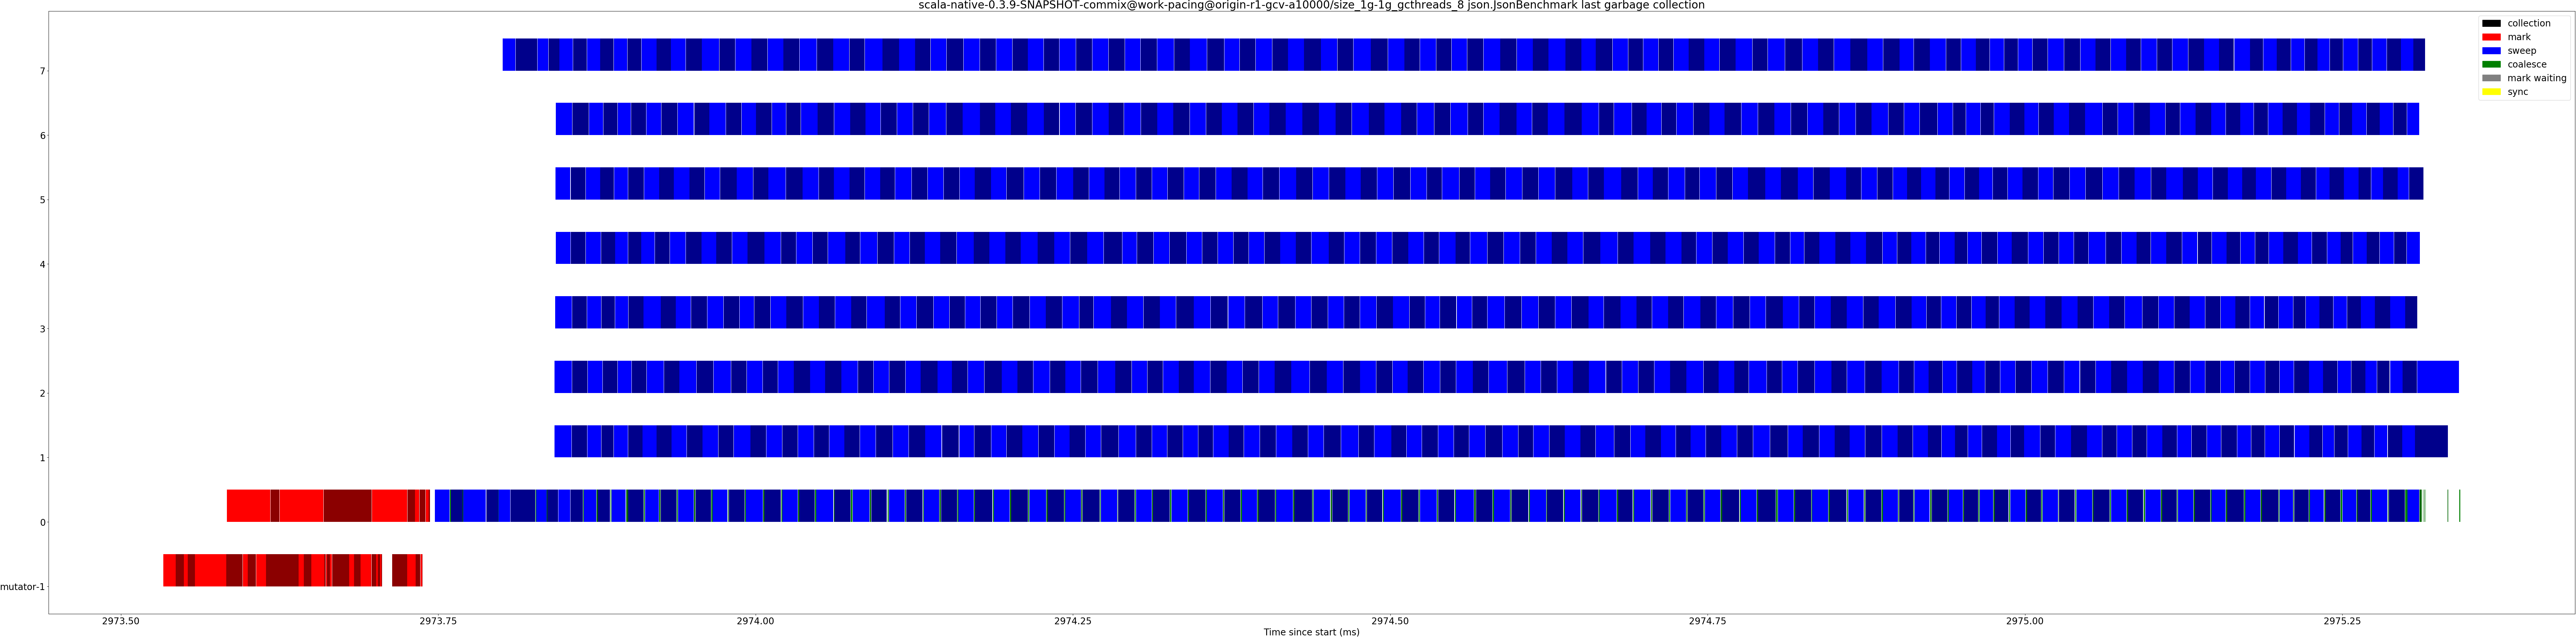 scala-native-0.3.9-SNAPSHOT-commix@work-pacing@origin-r1-gcv-a10000/size_1g-1g_gcthreads_8 json.JsonBenchmark last garbage collection
collection
mark
sweep
coalesce
mark waiting
sync
7
6
5
4
3
2
1
0
mutator-1
2973.50 2973.75 2974.00 2974.25 2974.50 2974.75 2975.00 2975.25
Time since start (ms)